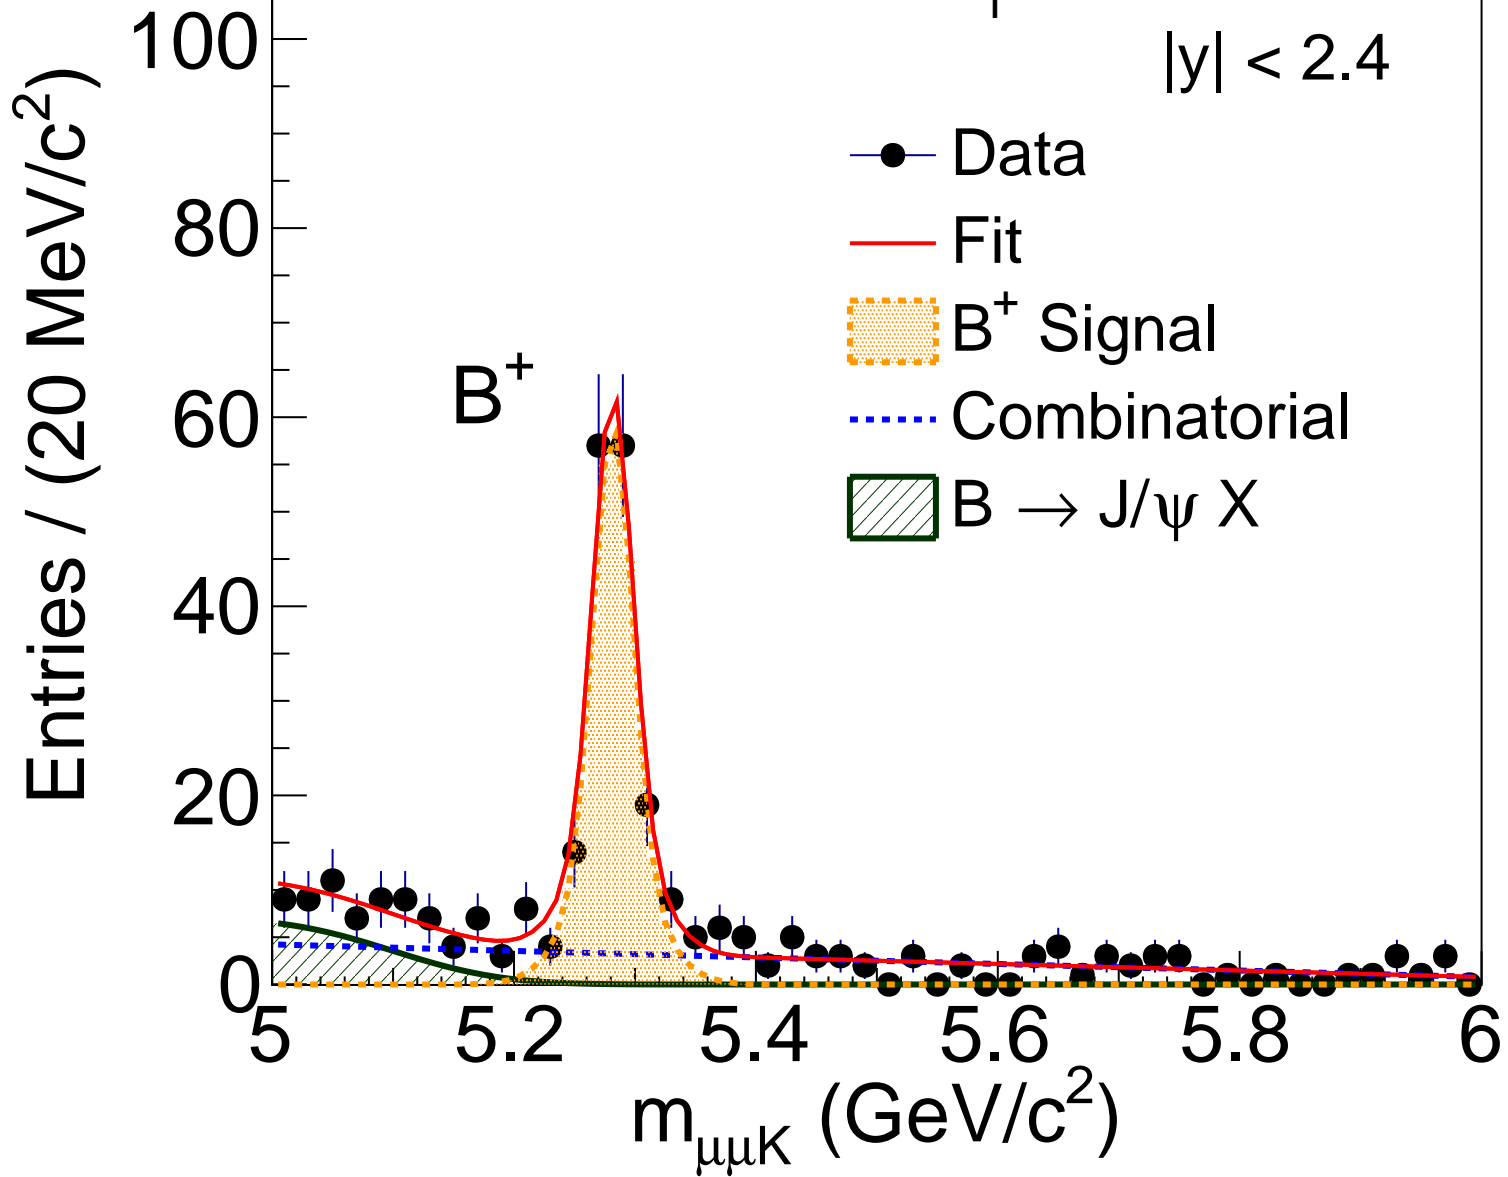 |y| < 2.4
Entries / (20 MeV/c²)
100
80
60
40
20
0
Data
Fit
B⁺ Signal
Combinatorial
B → J/ψ X
B⁺
5 5.2 5.4 5.6 5.8 6
m_μμK (GeV/c²)